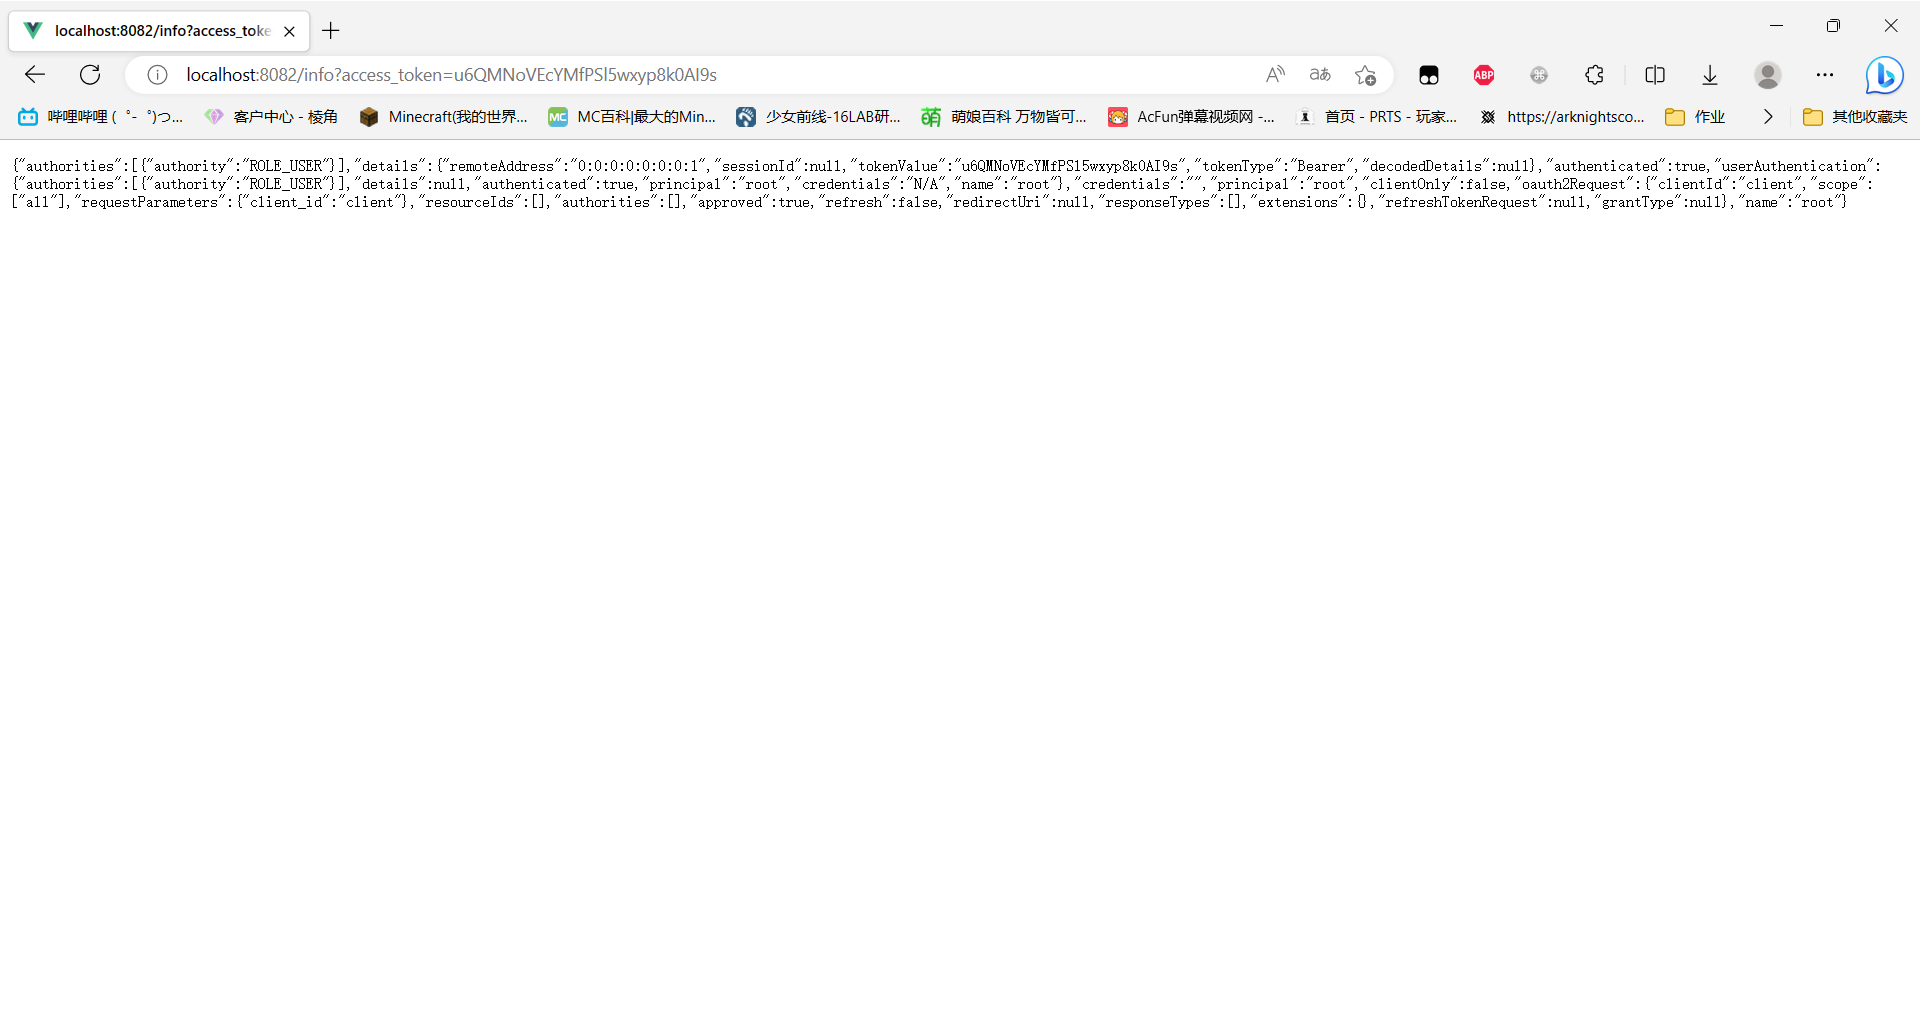 localhost:8082/info?access_toke
localhost:8082/info?access_token=u6QMNoVEcYMfPSl5wxyp8k0AI9s
哔哩哔哩 (゜-゜)つ...
客户中心 - 棱角
Minecraft(我的世界...
MC百科|最大的Min...
少女前线-16LAB研...
萌娘百科 万物皆可...
AcFun弹幕视频网 -...
首页 - PRTS - 玩家...
https://arknightsco...
作业
其他收藏夹
{"authorities":[{"authority":"ROLE_USER"}],"details":{"remoteAddress":"0:0:0:0:0:0:0:1","sessionId":null,"tokenValue":"u6QMNoVEcYMfPSl5wxyp8k0AI9s","tokenType":"Bearer","decodedDetails":null},"authenticated":true,"userAuthentication":
{"authorities":[{"authority":"ROLE_USER"}],"details":null,"authenticated":true,"principal":"root","credentials":"N/A","name":"root"},"credentials":"","principal":"root","clientOnly":false,"oauth2Request":{"clientId":"client","scope":
["all"],"requestParameters":{"client_id":"client"},"resourceIds":[],"authorities":[],"approved":true,"refresh":false,"redirectUri":null,"responseTypes":[],"extensions":{},"refreshTokenRequest":null,"grantType":null},"name":"root"}